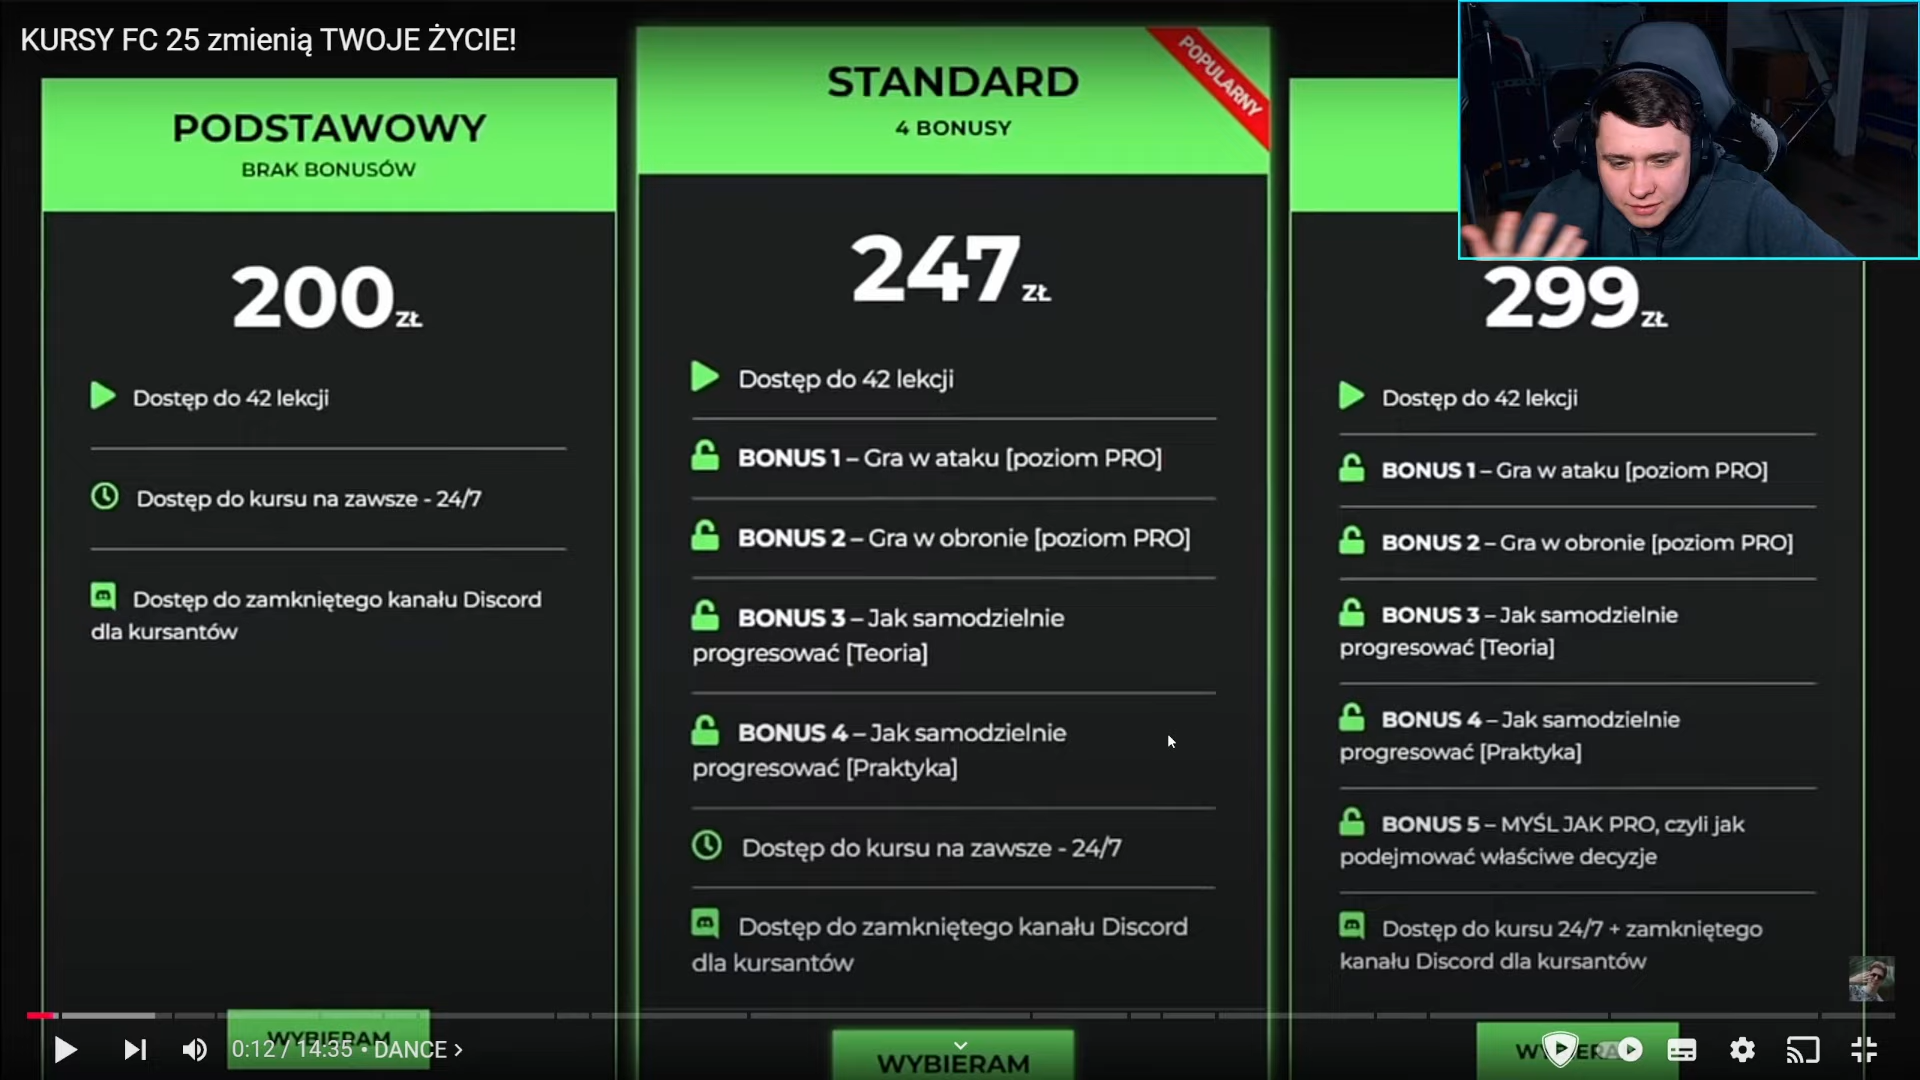 KURSY FC 25 zmienią TWOJE ŻYCIE!
PODSTAWOWY
BRAK BONUSÓW
200 ZŁ
Dostęp do 42 lekcji
Dostęp do kursu na zawsze - 24/7
Dostęp do zamkniętego kanału Discord
dla kursantów
WYBIERAM
STANDARD
4 BONUSY
POPULARNY
247 ZŁ
Dostęp do 42 lekcji
BONUS 1 – Gra w ataku [poziom PRO]
BONUS 2 – Gra w obronie [poziom PRO]
BONUS 3 – Jak samodzielnie
progresować [Teoria]
BONUS 4 – Jak samodzielnie
progresować [Praktyka]
Dostęp do kursu na zawsze - 24/7
Dostęp do zamkniętego kanału Discord
dla kursantów
WYBIERAM
299 ZŁ
Dostęp do 42 lekcji
BONUS 1 – Gra w ataku [poziom PRO]
BONUS 2 – Gra w obronie [poziom PRO]
BONUS 3 – Jak samodzielnie
progresować [Teoria]
BONUS 4 – Jak samodzielnie
progresować [Praktyka]
BONUS 5 – MYŚL JAK PRO, czyli jak
podejmować właściwe decyzje
Dostęp do kursu 24/7 + zamkniętego
kanału Discord dla kursantów
0:12 / 14:35 • DANCE >